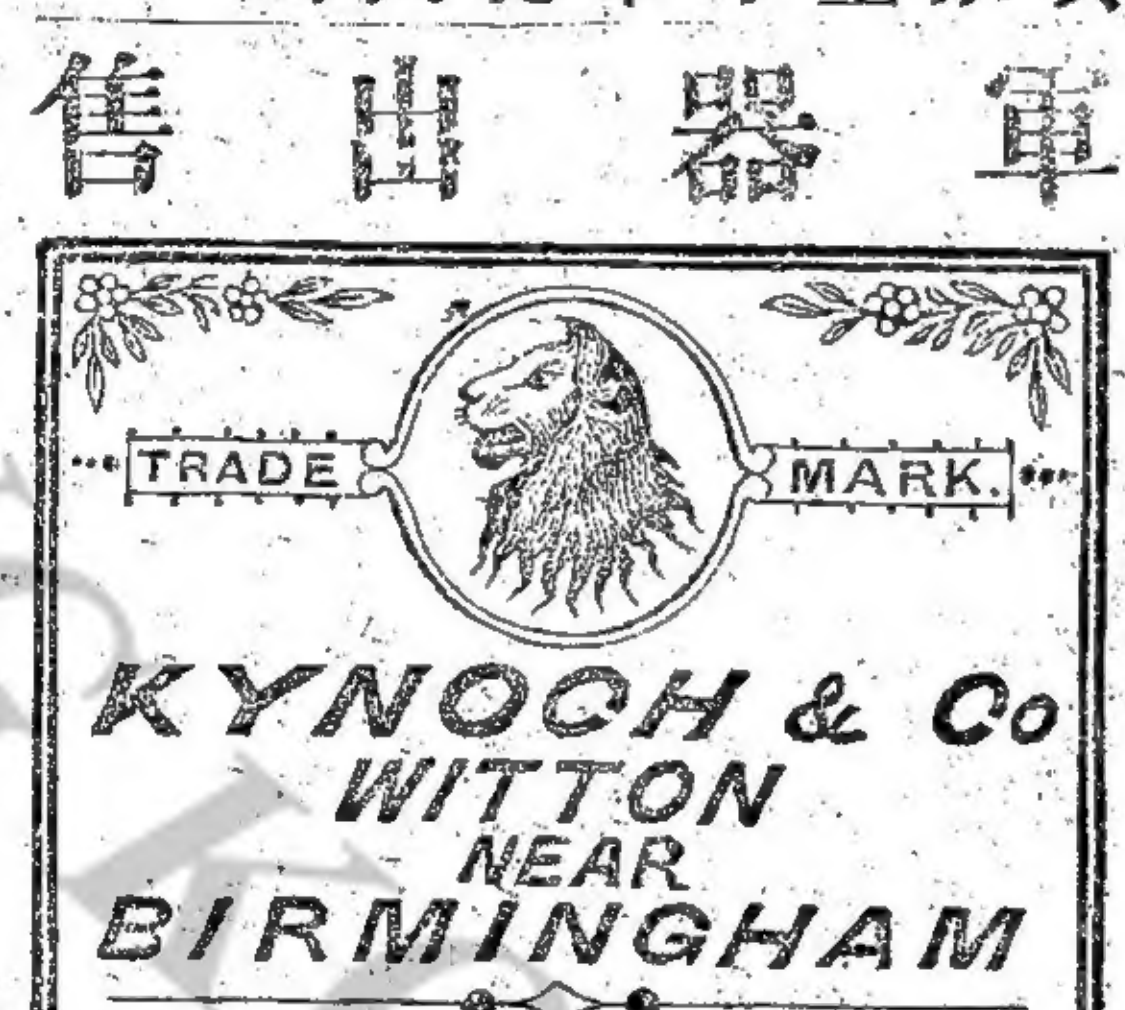 軍器出售
TRADE MARK.
KYNOCH & Co
WITTON
NEAR
BIRMINGHAM